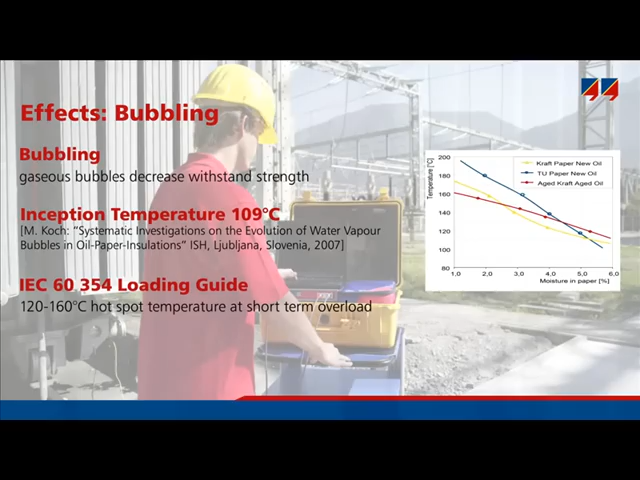 Effects: Bubbling
Bubbling
gaseous bubbles decrease withstand strength
Inception Temperature 109°C
[M. Koch: "Systematic Investigations on the Evolution of Water Vapour
Bubbles in Oil-Paper-Insulations" ISH, Ljubljana, Slovenia, 2007]
IEC 60 354 Loading Guide
120-160°C hot spot temperature at short term overload
Temperature [°C]
200
180
160
140
120
100
80
Kraft Paper New Oil
TU Paper New Oil
Aged Kraft Aged Oil
1,0 2,0 3,0 4,0 5,0 6,0
Moisture in paper [%]